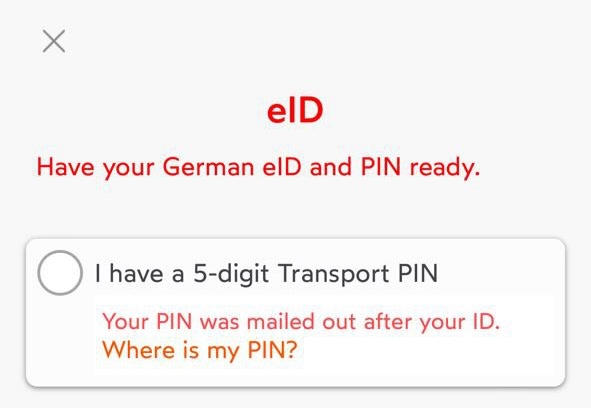 eID
Have your German eID and PIN ready.
I have a 5-digit Transport PIN
Your PIN was mailed out after your ID.
Where is my PIN?